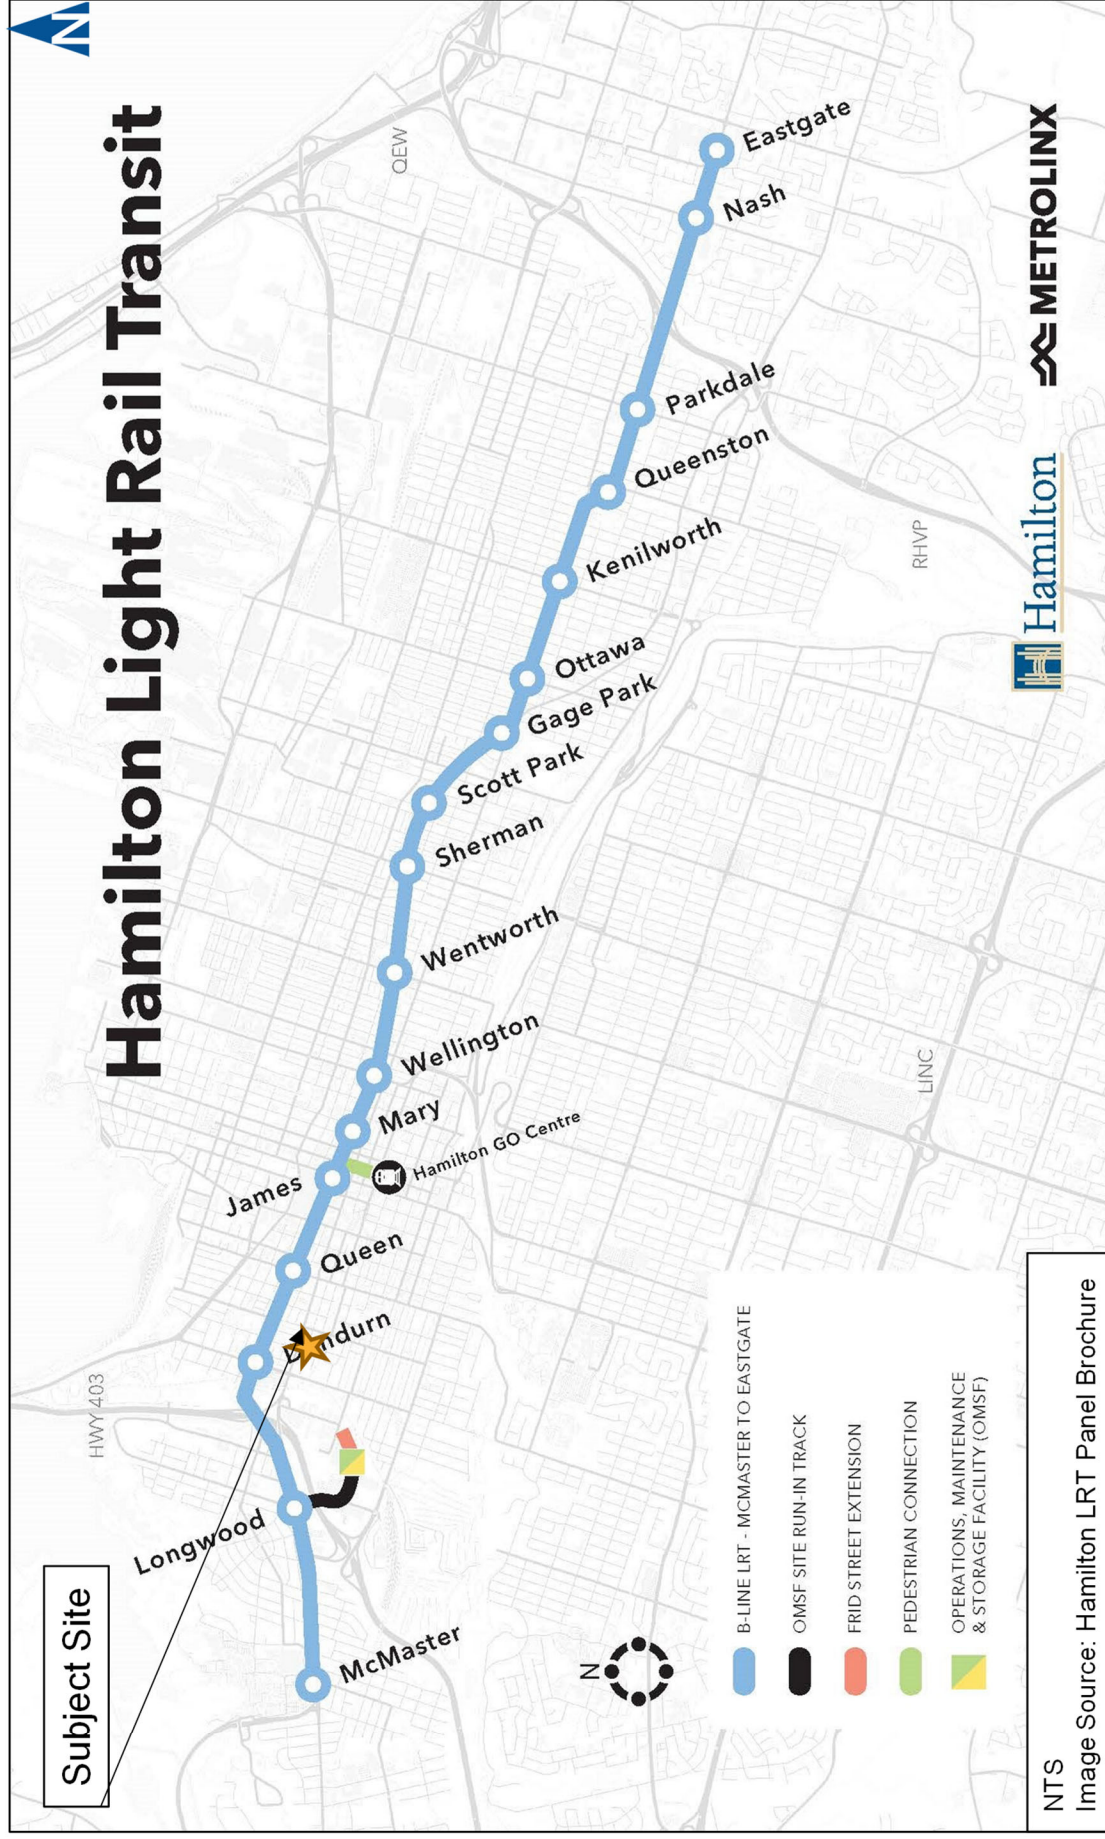 N
Hamilton Light Rail Transit
Subject Site
HWY 403
QEW
McMaster
Longwood
Dundurn
Queen
James
Hamilton GO Centre
Mary
Wellington
Wentworth
Sherman
Scott Park
Gage Park
Ottawa
Kenilworth
Queenston
Parkdale
Nash
Eastgate
LINC
RHVP
N
B-LINE LRT - MCMASTER TO EASTGATE
OMSF SITE RUN-IN TRACK
FRID STREET EXTENSION
PEDESTRIAN CONNECTION
OPERATIONS, MAINTENANCE
& STORAGE FACILITY (OMSF)
Hamilton
METROLINX
NTS
Image Source: Hamilton LRT Panel Brochure